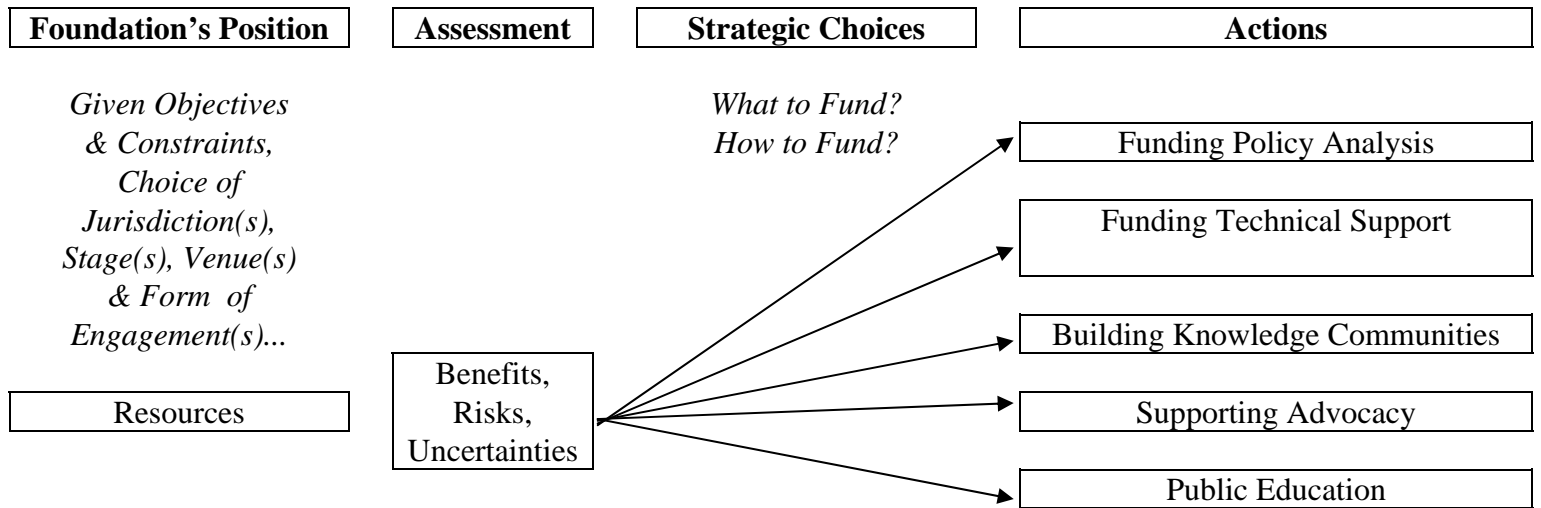 Foundation's Position
Assessment
Strategic Choices
Actions
Given Objectives
& Constraints,
Choice of
Jurisdiction(s),
Stage(s), Venue(s)
& Form of
Engagement(s)...
Resources
Benefits,
Risks,
Uncertainties
What to Fund?
How to Fund?
Funding Policy Analysis
Funding Technical Support
Building Knowledge Communities
Supporting Advocacy
Public Education